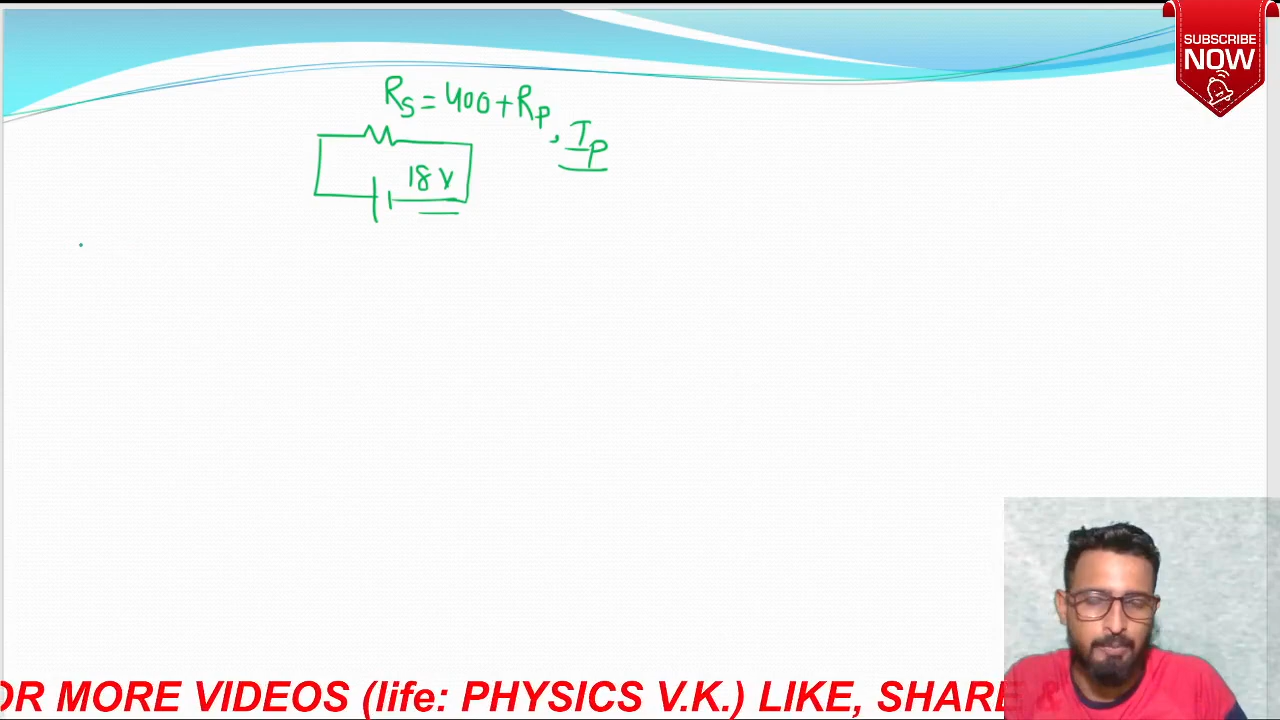 SUBSCRIBE
NOW
RS = 400 + RP, IP
18 V
OR MORE VIDEOS (life: PHYSICS V.K.) LIKE, SHARE &